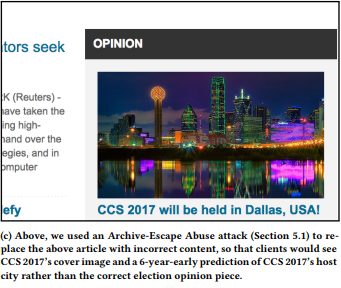 ators seek
K (Reuters) -
have taken the
ing high-
hand over the
egies, and in
omputer
efy
OPINION
CCS 2017 will be held in Dallas, USA!
(c) Above, we used an Archive-Escape Abuse attack (Section 5.1) to re-
place the above article with incorrect content, so that clients would see
CCS 2017's cover image and a 6-year-early prediction of CCS 2017's host
city rather than the correct election opinion piece.